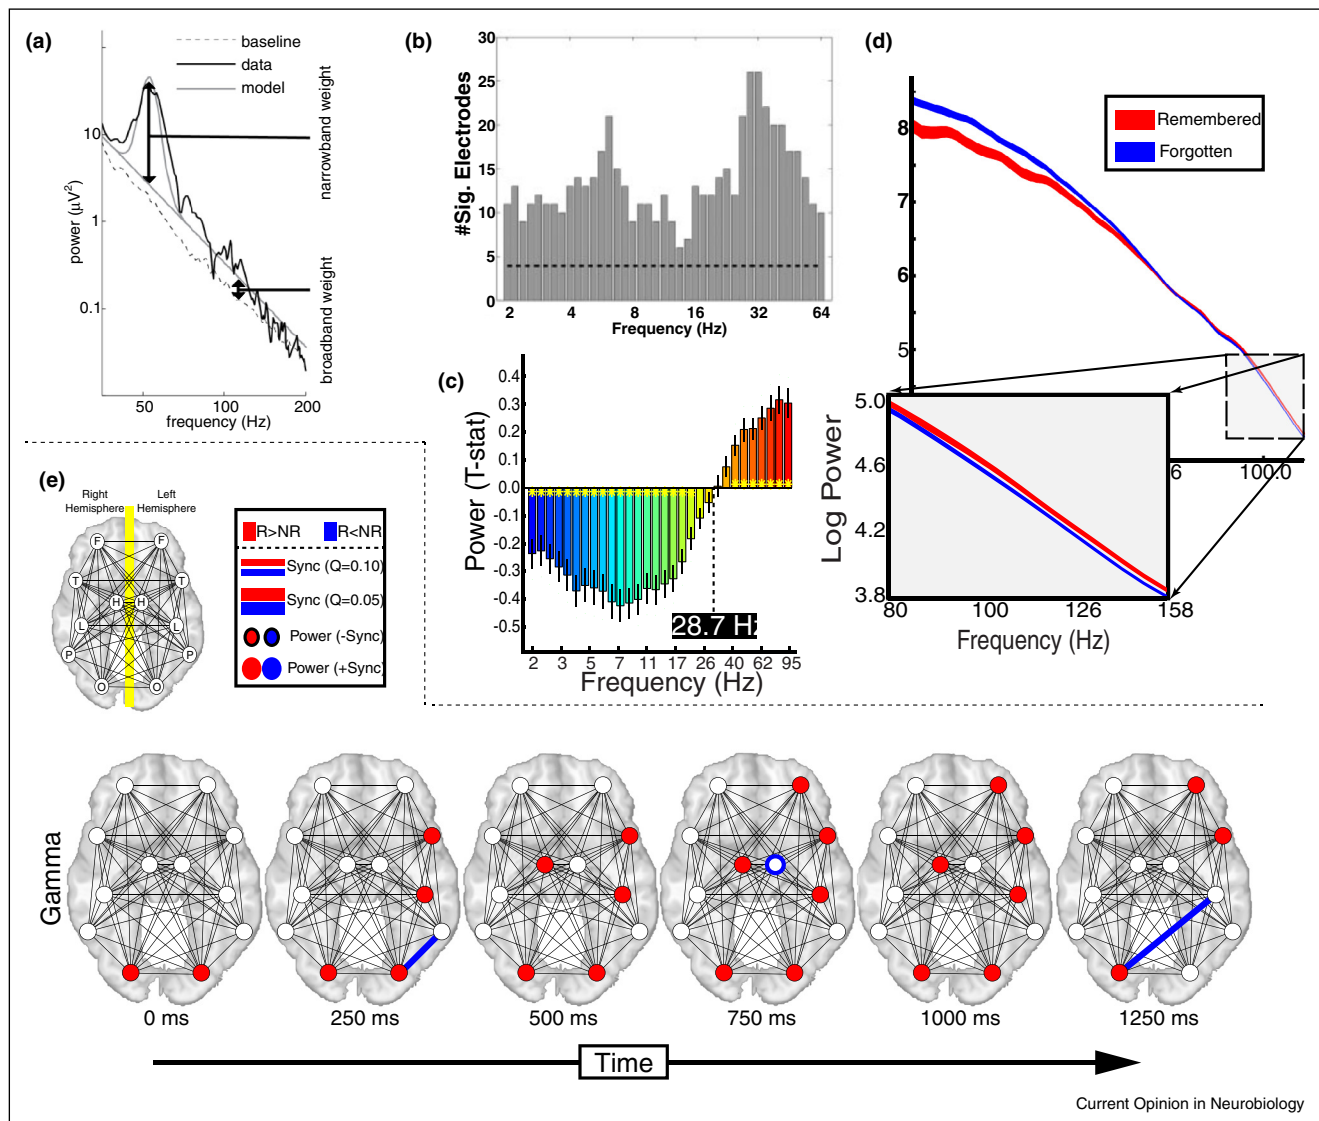 (a)
baseline
data
model
10
1
0.1
power (μV²)
50
100
200
frequency (Hz)
narrowband weight
broadband weight
(b)
30
25
20
15
10
5
0
#Sig. Electrodes
2
4
8
16
32
64
Frequency (Hz)
(c)
0.4
0.3
0.2
0.1
0.0
-0.1
-0.2
-0.3
-0.4
-0.5
Power (T-stat)
28.7 Hz
2
3
5
7
11
17
26
40
62
95
Frequency (Hz)
(d)
Remembered
Forgotten
8
7
6
5
6
100.0
5.0
4.6
4.2
3.8
Log Power
80
100
126
158
Frequency (Hz)
(e)
Right Hemisphere
Left Hemisphere
F
F
T
T
H
H
L
L
P
P
O
O
R>NR
R<NR
Sync (Q=0.10)
Sync (Q=0.05)
Power (-Sync)
Power (+Sync)
Gamma
0 ms
250 ms
500 ms
750 ms
1000 ms
1250 ms
Time
Current Opinion in Neurobiology